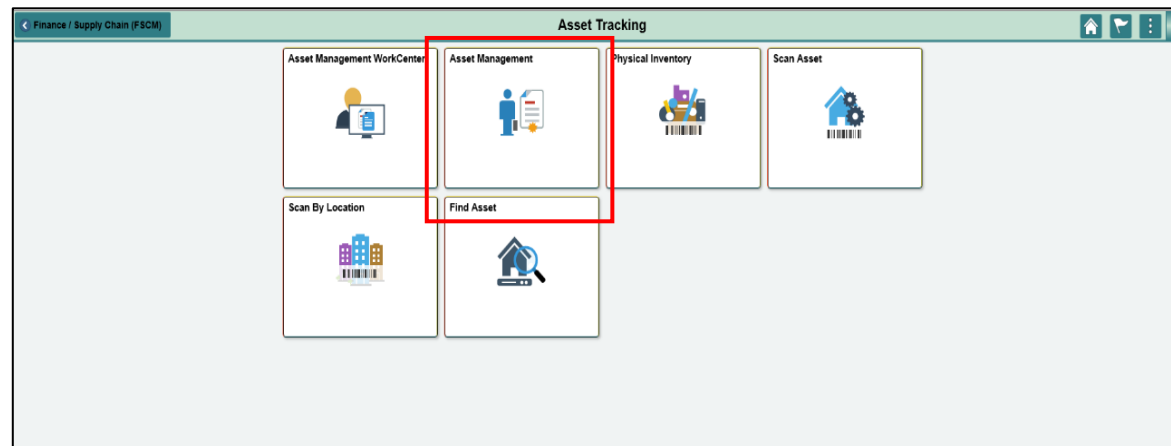 Finance / Supply Chain (FSCM)
Asset Tracking
Asset Management WorkCenter
Asset Management
Physical Inventory
Scan Asset
Scan By Location
Find Asset